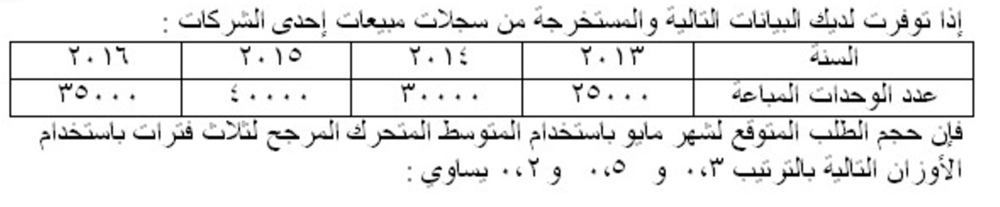 إذا توفرت لديك البيانات التالية والمستخرجة من سجلات مبيعات إحدى الشركات :
السنة ٢٠١٣ ٢٠١٤ ٢٠١٥ ٢٠١٦
عدد الوحدات المباعة ٢٥٠٠٠ ٣٠٠٠٠ ٤٠٠٠٠ ٣٥٠٠٠
فإن حجم الطلب المتوقع لشهر مايو باستخدام المتوسط المتحرك المرجح لثلاث فترات باستخدام
الأوزان التالية بالترتيب ٠،٣ و ٠،٥ و ٠،٢ يساوي :